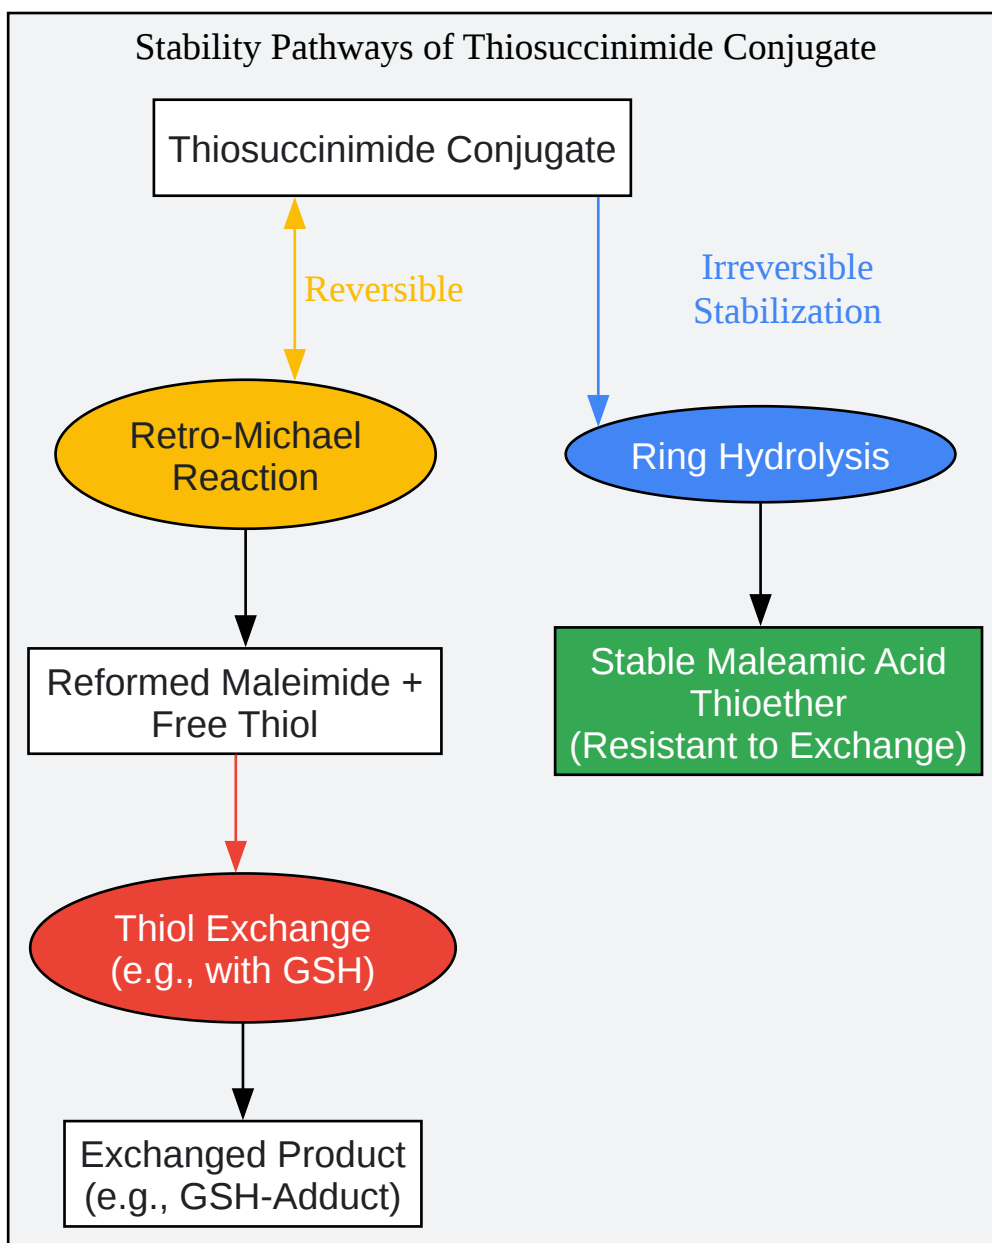 Stability Pathways of Thiosuccinimide Conjugate
Thiosuccinimide Conjugate
Reversible
Irreversible
Stabilization
Retro-Michael
Reaction
Ring Hydrolysis
Reformed Maleimide +
Free Thiol
Stable Maleamic Acid
Thioether
(Resistant to Exchange)
Thiol Exchange
(e.g., with GSH)
Exchanged Product
(e.g., GSH-Adduct)